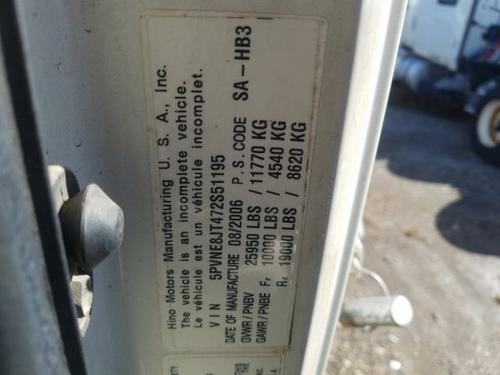 Hino Motors Manufacturing U. S. A., Inc.
The vehicle is an incomplete vehicle.
Le véhicule est un véhicule incomplet.
VIN 5PVNE8JT472S51195
DATE OF MANUFACTURE 08/2006 P. S. CODE SA-HB3
GVWR / PNBV 25950 LBS / 11770 KG
GAWR / PNBE Fr 10000 LBS / 4540 KG
Rr 19000 LBS / 8620 KG